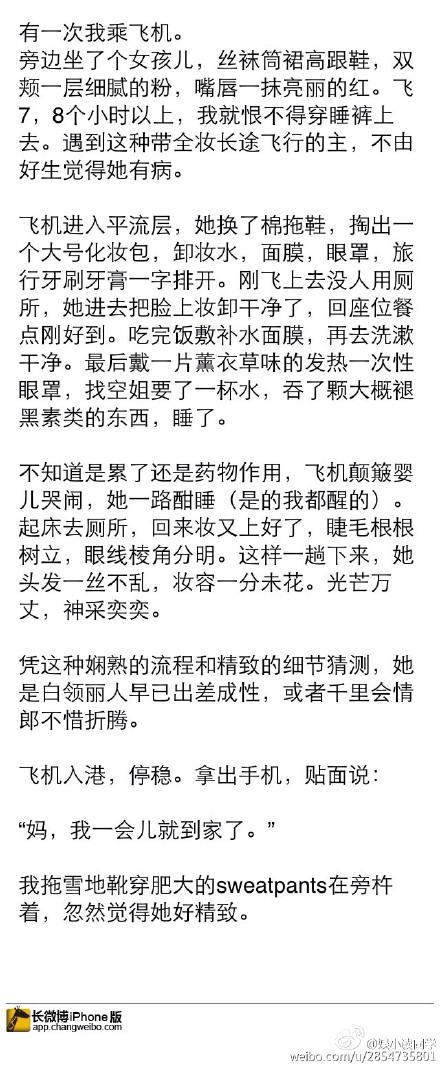 有一次我乘飞机。
旁边坐了个女孩儿，丝袜筒裙高跟鞋，双
颊一层细腻的粉，嘴唇一抹亮丽的红。飞
7，8个小时以上，我就恨不得穿睡裤上
去。遇到这种带全妆长途飞行的主，不由
好生觉得她有病。
飞机进入平流层，她换了棉拖鞋，掏出一
个大号化妆包，卸妆水，面膜，眼罩，旅
行牙刷牙膏一字排开。刚飞上去没人用厕
所，她进去把脸上妆卸干净了，回座位餐
点刚好到。吃完饭敷补水面膜，再去洗漱
干净。最后戴一片薰衣草味的发热一次性
眼罩，找空姐要了一杯水，吞了颗大概褪
黑素类的东西，睡了。
不知道是累了还是药物作用，飞机颠簸婴
儿哭闹，她一路酣睡（是的我都醒的）。
起床去厕所，回来妆又上好了，睫毛根根
树立，眼线棱角分明。这样一趟下来，她
头发一丝不乱，妆容一分未花。光芒万
丈，神采奕奕。
凭这种娴熟的流程和精致的细节猜测，她
是白领丽人早已出差成性，或者千里会情
郎不惜折腾。
飞机入港，停稳。拿出手机，贴面说：
“妈，我一会儿就到家了。”
我拖雪地靴穿肥大的sweatpants在旁杵
着，忽然觉得她好精致。
长微博iPhone版
app.changweibo.com
weibo.com/u/2854735801